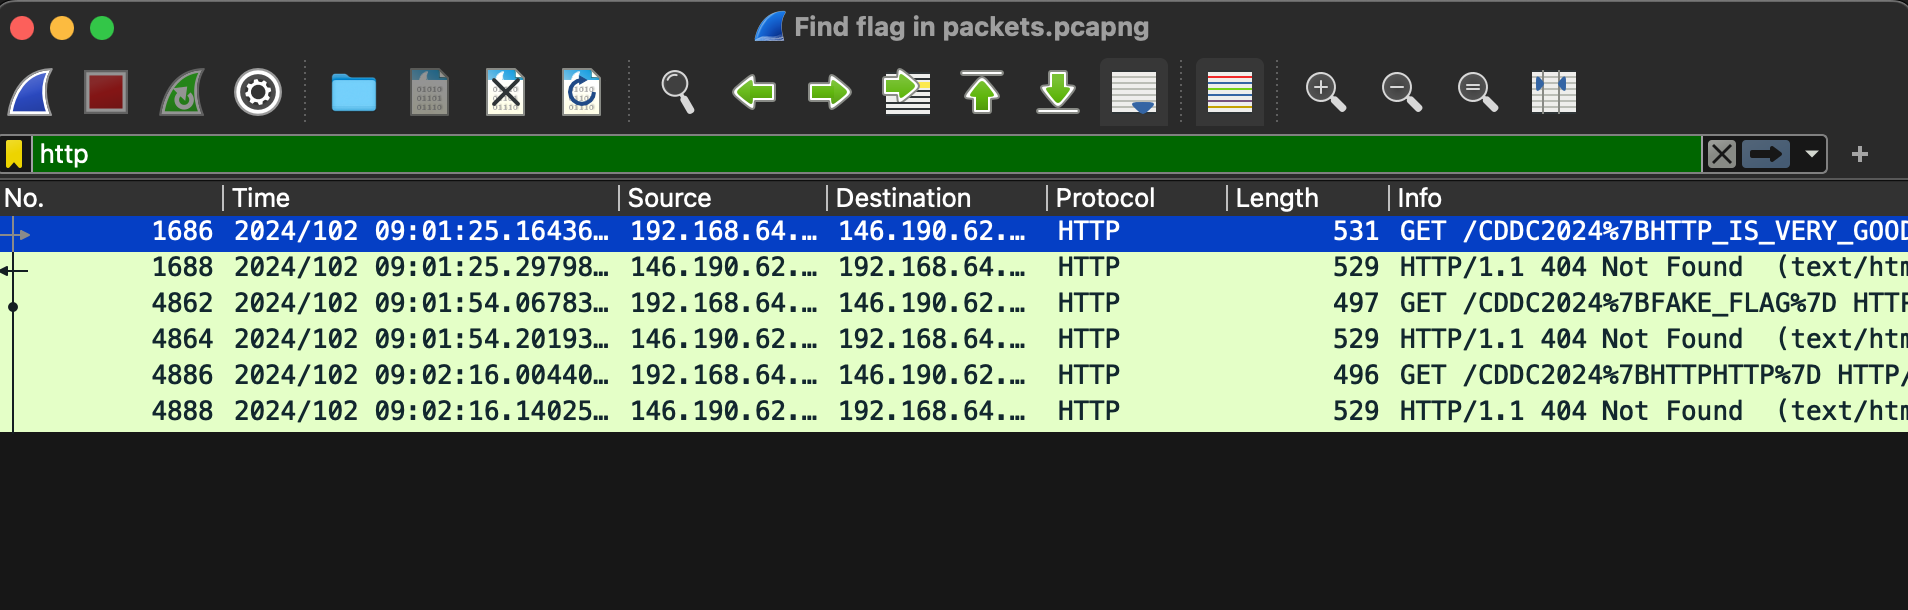 Find flag in packets.pcapng
http
No. Time Source Destination Protocol Length Info
1686 2024/102 09:01:25.16436… 192.168.64.… 146.190.62.… HTTP 531 GET /CDDC2024%7BHTTP_IS_VERY_GOOD
1688 2024/102 09:01:25.29798… 146.190.62.… 192.168.64.… HTTP 529 HTTP/1.1 404 Not Found (text/htm
4862 2024/102 09:01:54.06783… 192.168.64.… 146.190.62.… HTTP 497 GET /CDDC2024%7BFAKE_FLAG%7D HTTP
4864 2024/102 09:01:54.20193… 146.190.62.… 192.168.64.… HTTP 529 HTTP/1.1 404 Not Found (text/htm
4886 2024/102 09:02:16.00440… 192.168.64.… 146.190.62.… HTTP 496 GET /CDDC2024%7BHTTPHTTP%7D HTTP/
4888 2024/102 09:02:16.14025… 146.190.62.… 192.168.64.… HTTP 529 HTTP/1.1 404 Not Found (text/htm